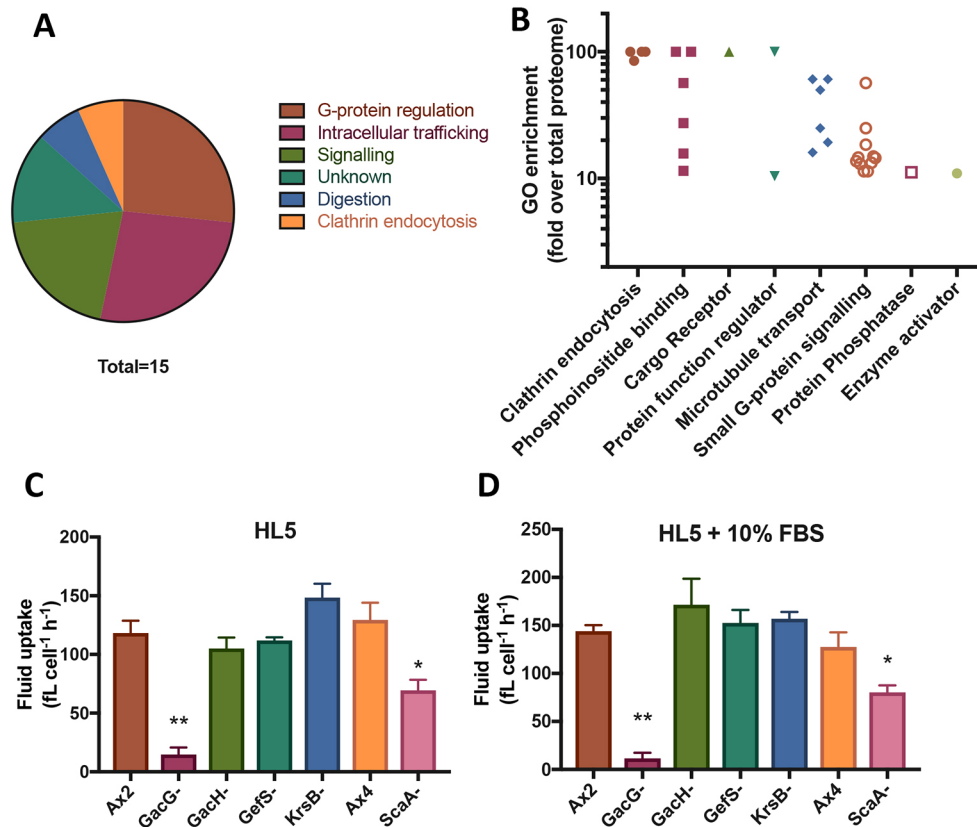 A
G-protein regulation
Intracellular trafficking
Signalling
Unknown
Digestion
Clathrin endocytosis
Total=15
B
GO enrichment
(fold over total proteome)
100
10
Clathrin endocytosis
Phosphoinositide binding
Cargo Receptor
Protein function regulator
Microtubule transport
Small G-protein signalling
Protein Phosphatase
Enzyme activator
C
HL5
Fluid uptake
(fL cell-1 h-1)
200
150
100
50
0
**
*
Ax2
GacG-
GacH-
GefS-
KrsB-
Ax4
ScaA-
D
HL5 + 10% FBS
Fluid uptake
(fL cell-1 h-1)
250
200
150
100
50
0
**
*
Ax2
GacG-
GacH-
GefS-
KrsB-
Ax4
ScaA-